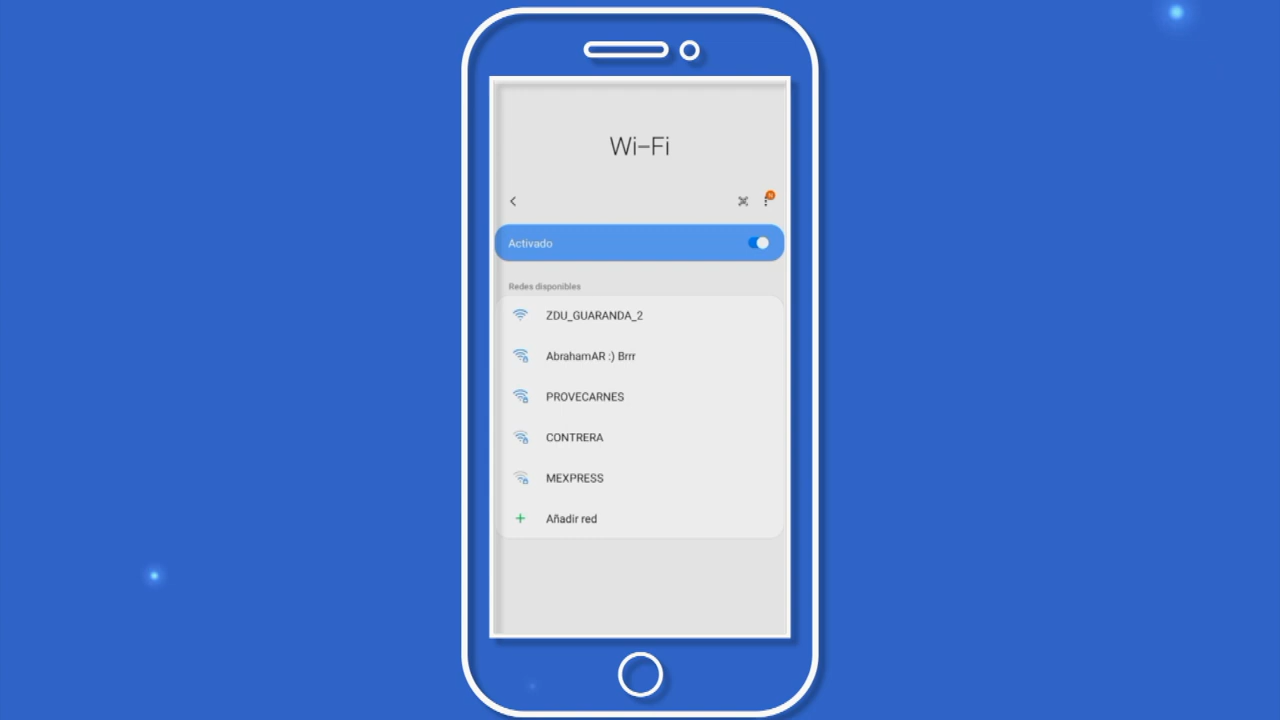 Wi-Fi
Activado
Redes disponibles
ZDU_GUARANDA_2
AbrahamAR :) Brrr
PROVECARNES
CONTRERA
MEXPRESS
Añadir red